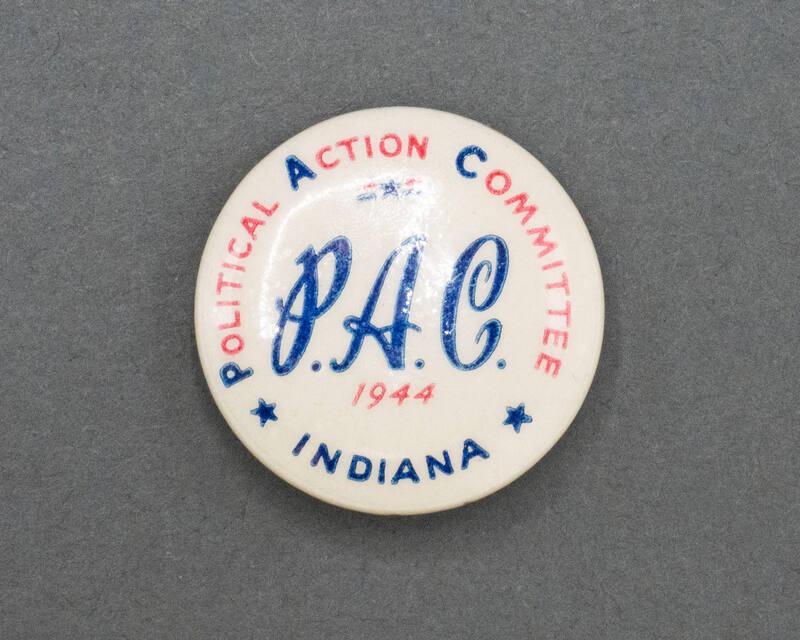 POLITICAL ACTION COMMITTEE
P.A.C.
1944
INDIANA